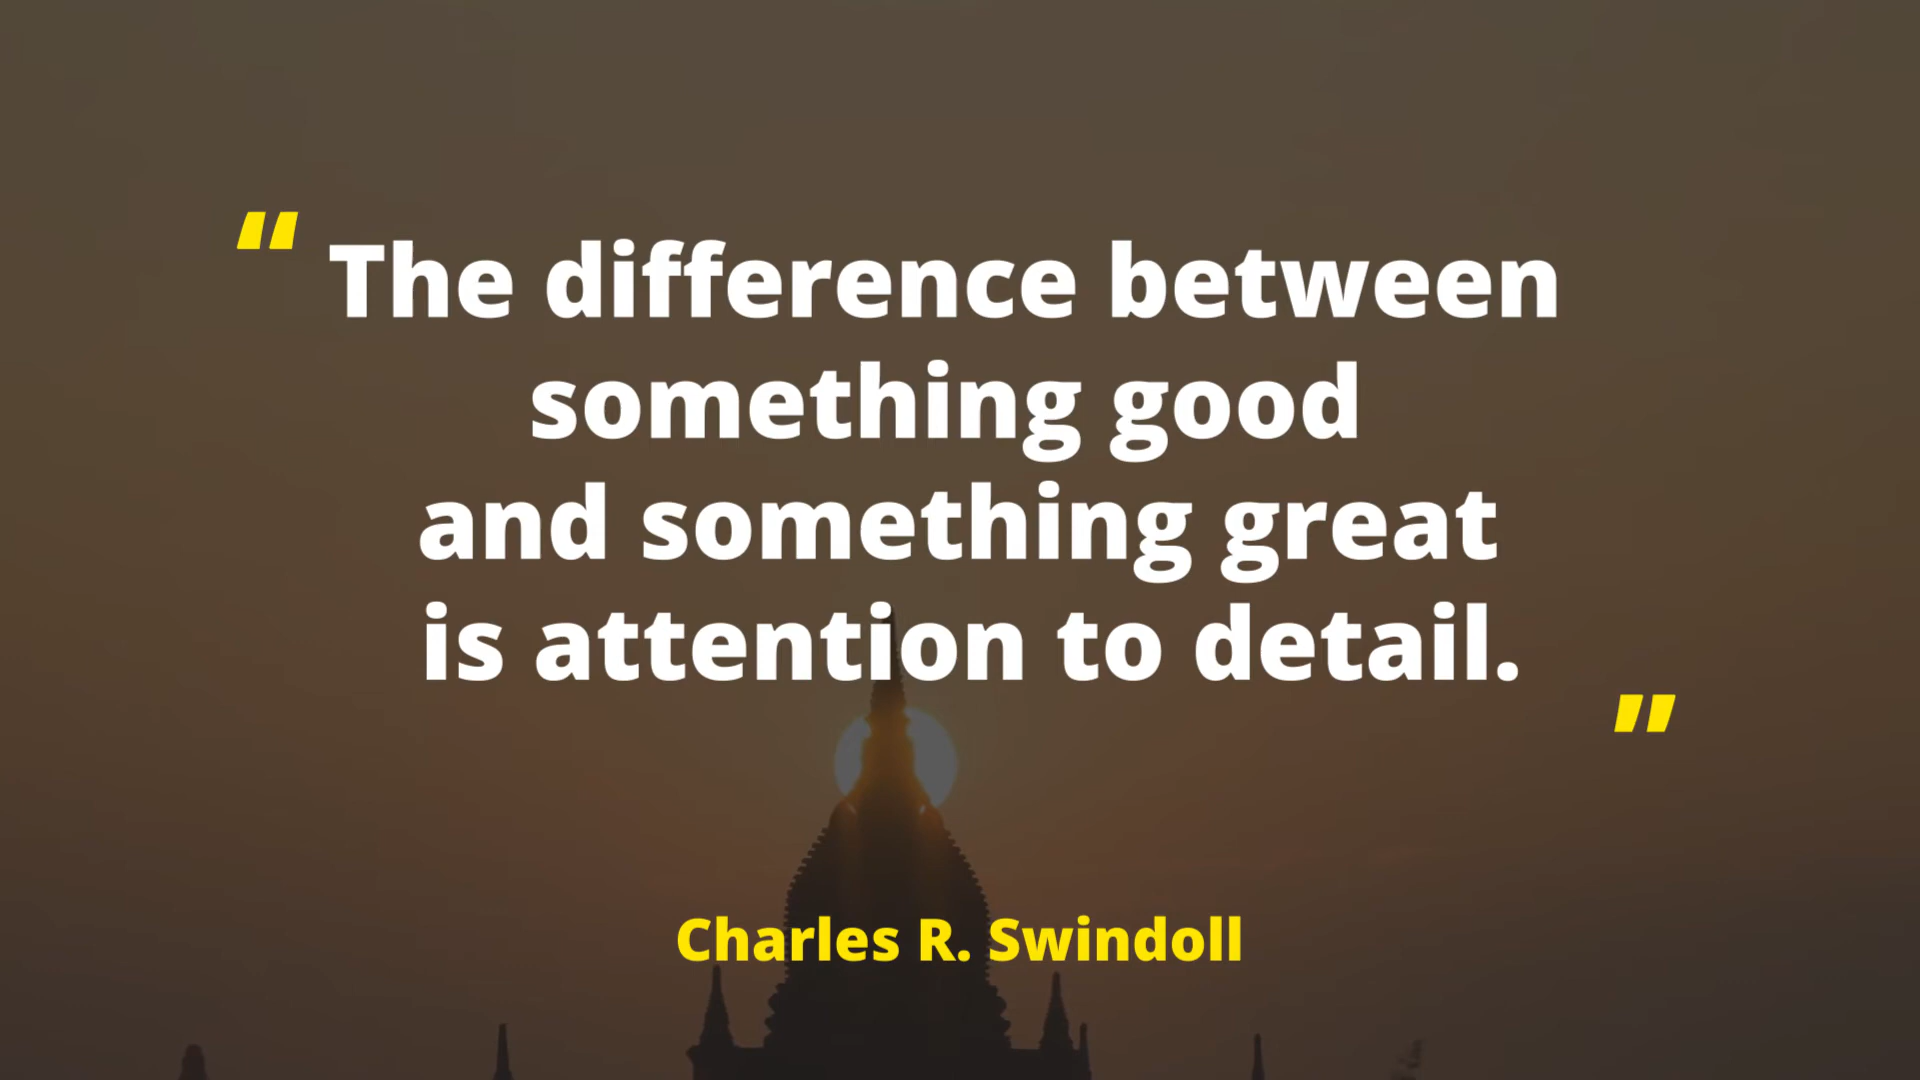 “ The difference between
something good
and something great
is attention to detail. ”
Charles R. Swindoll